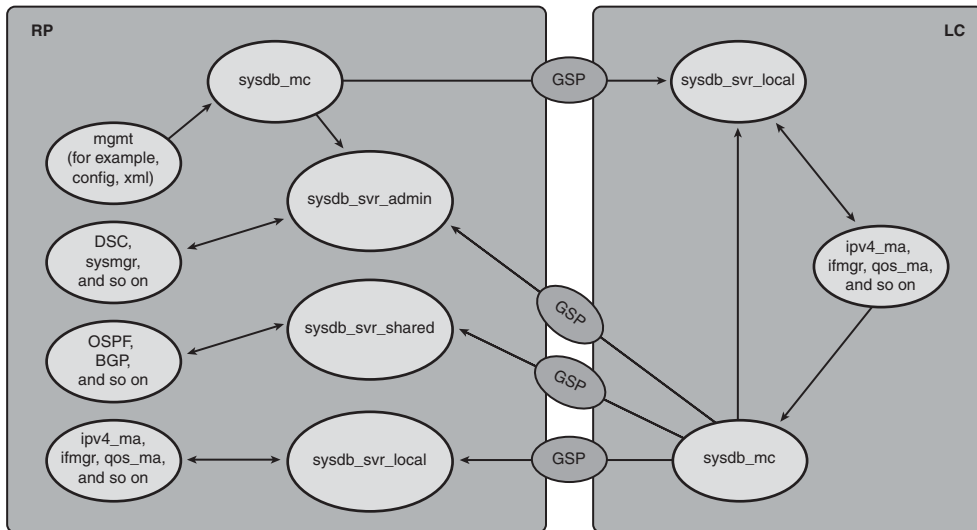 RP
LC
sysdb_mc
GSP
sysdb_svr_local
mgmt
(for example,
config, xml)
sysdb_svr_admin
DSC,
sysmgr,
and so on
ipv4_ma,
ifmgr, qos_ma,
and so on
GSP
sysdb_svr_shared
OSPF,
BGP,
and so on
GSP
ipv4_ma,
ifmgr, qos_ma,
and so on
sysdb_svr_local
GSP
sysdb_mc